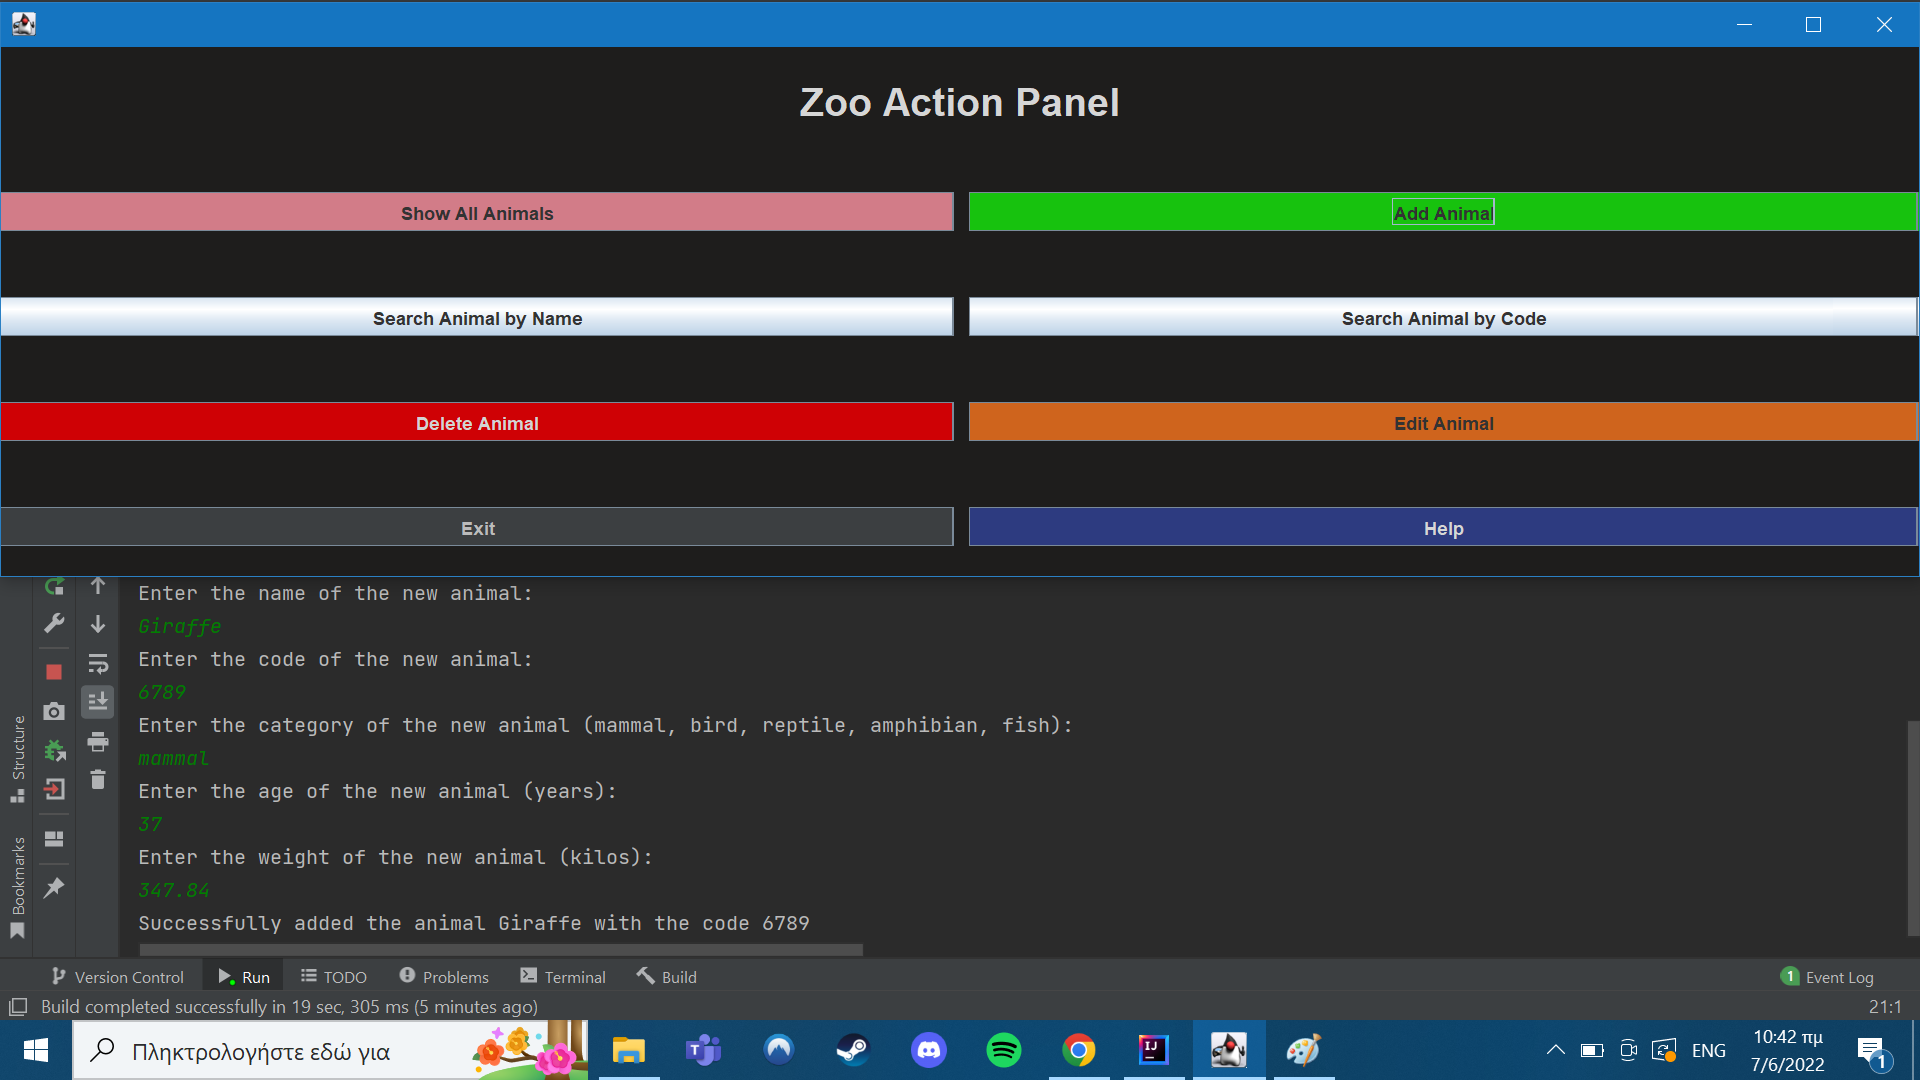 Zoo Action Panel
Show All Animals
Add Animal
Search Animal by Name
Search Animal by Code
Delete Animal
Edit Animal
Exit
Help
Enter the name of the new animal:
Giraffe
Enter the code of the new animal:
6789
Enter the category of the new animal (mammal, bird, reptile, amphibian, fish):
mammal
Enter the age of the new animal (years):
37
Enter the weight of the new animal (kilos):
347.84
Successfully added the animal Giraffe with the code 6789
Structure
Bookmarks
Version Control
Run
TODO
Problems
Terminal
Build
1 Event Log
Build completed successfully in 19 sec, 305 ms (5 minutes ago)
21:1
Πληκτρολογήστε εδώ για
T
IJ
ENG
10:42 πμ
7/6/2022
1